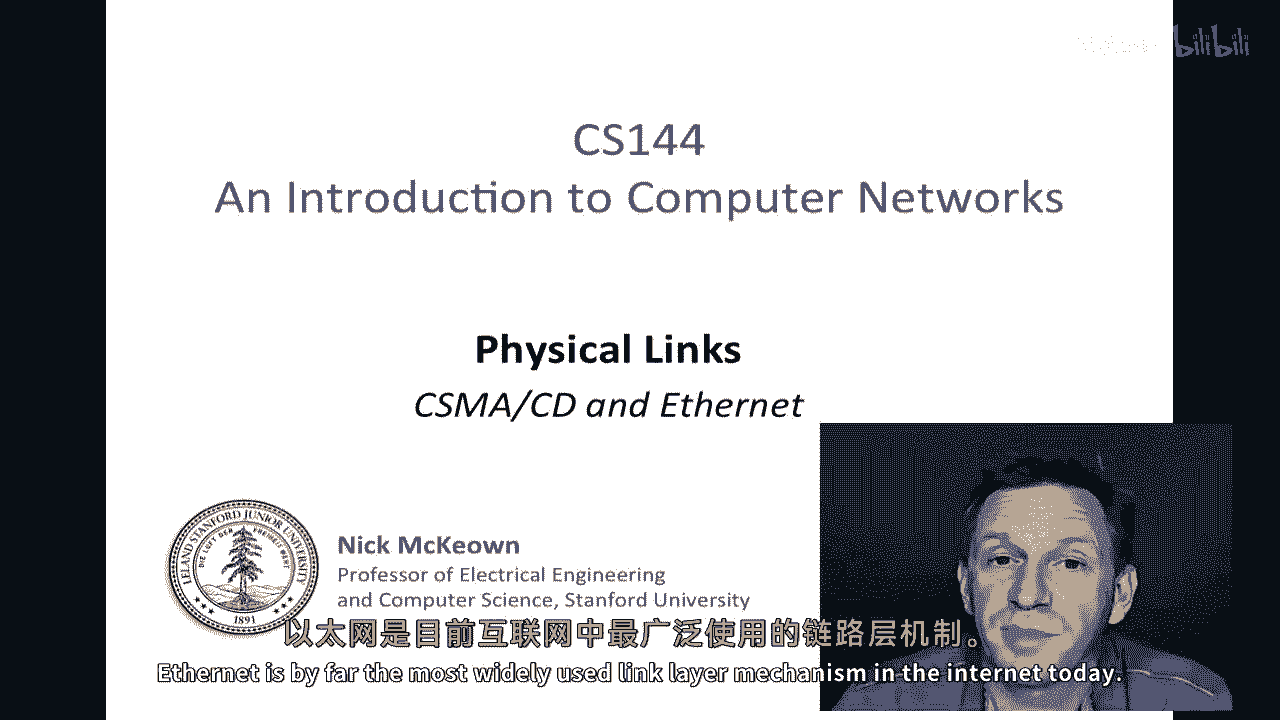 bilibili
CS144
An Introduction to Computer Networks
Physical Links
CSMA/CD and Ethernet
LELAND STANFORD JUNIOR UNIVERSITY
DIE LUFT DER FREIHEIT WEHT
1891
Nick McKeown
Professor of Electrical Engineering
and Computer Science, Stanford University
以太网是目前互联网中最广泛使用的链路层机制。
Ethernet is by far the most widely used link layer mechanism in the internet today.